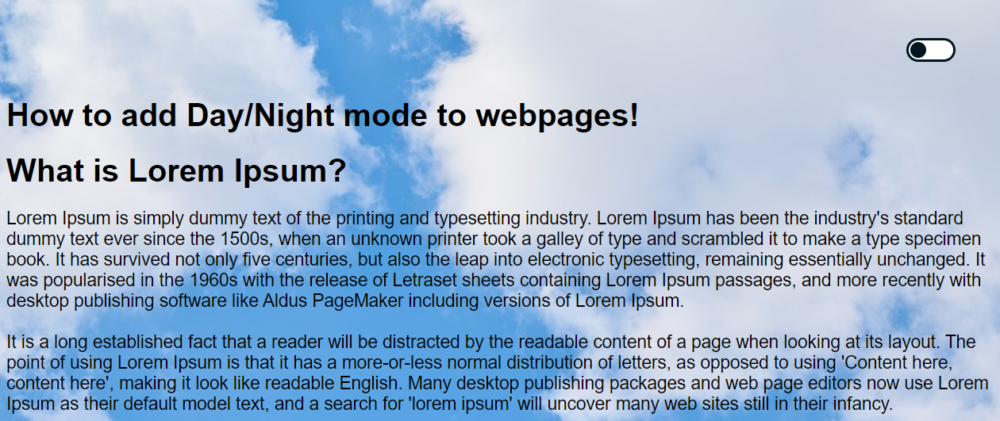 How to add Day/Night mode to webpages!
What is Lorem Ipsum?
Lorem Ipsum is simply dummy text of the printing and typesetting industry. Lorem Ipsum has been the industry's standard
dummy text ever since the 1500s, when an unknown printer took a galley of type and scrambled it to make a type specimen
book. It has survived not only five centuries, but also the leap into electronic typesetting, remaining essentially unchanged. It
was popularised in the 1960s with the release of Letraset sheets containing Lorem Ipsum passages, and more recently with
desktop publishing software like Aldus PageMaker including versions of Lorem Ipsum.
It is a long established fact that a reader will be distracted by the readable content of a page when looking at its layout. The
point of using Lorem Ipsum is that it has a more-or-less normal distribution of letters, as opposed to using 'Content here,
content here', making it look like readable English. Many desktop publishing packages and web page editors now use Lorem
Ipsum as their default model text, and a search for 'lorem ipsum' will uncover many web sites still in their infancy.